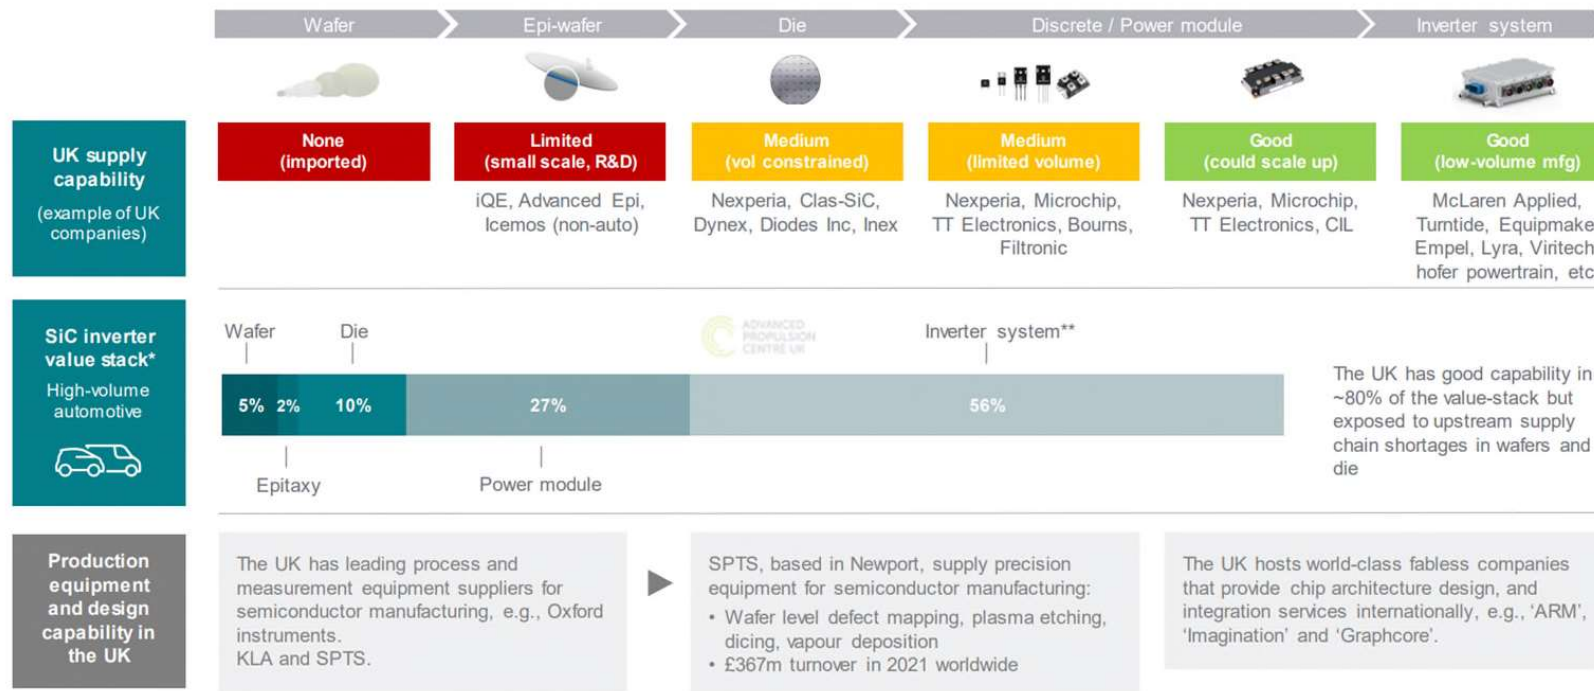 Wafer
Epi-wafer
Die
Discrete / Power module
Inverter system
UK supply
capability
(example of UK
companies)
None
(imported)
Limited
(small scale, R&D)
iQE, Advanced Epi,
Icemos (non-auto)
Medium
(vol constrained)
Nexperia, Clas-SiC,
Dynex, Diodes Inc, Inex
Medium
(limited volume)
Nexperia, Microchip,
TT Electronics, Bourns,
Filtronic
Good
(could scale up)
Nexperia, Microchip,
TT Electronics, CIL
Good
(low-volume mfg)
McLaren Applied,
Turntide, Equipmake
Empel, Lyra, Viritech
hofer powertrain, etc
SiC inverter
value stack*
High-volume
automotive
Wafer
Die
ADVANCED
PROPULSION
CENTRE UK
Inverter system**
5%
2%
10%
27%
56%
Epitaxy
Power module
The UK has good capability in
~80% of the value-stack but
exposed to upstream supply
chain shortages in wafers and
die
Production
equipment
and design
capability in
the UK
The UK has leading process and
measurement equipment suppliers for
semiconductor manufacturing, e.g., Oxford
instruments.
KLA and SPTS.
SPTS, based in Newport, supply precision
equipment for semiconductor manufacturing:
• Wafer level defect mapping, plasma etching,
dicing, vapour deposition
• £367m turnover in 2021 worldwide
The UK hosts world-class fabless companies
that provide chip architecture design, and
integration services internationally, e.g., ‘ARM’,
‘Imagination’ and ‘Graphcore’.